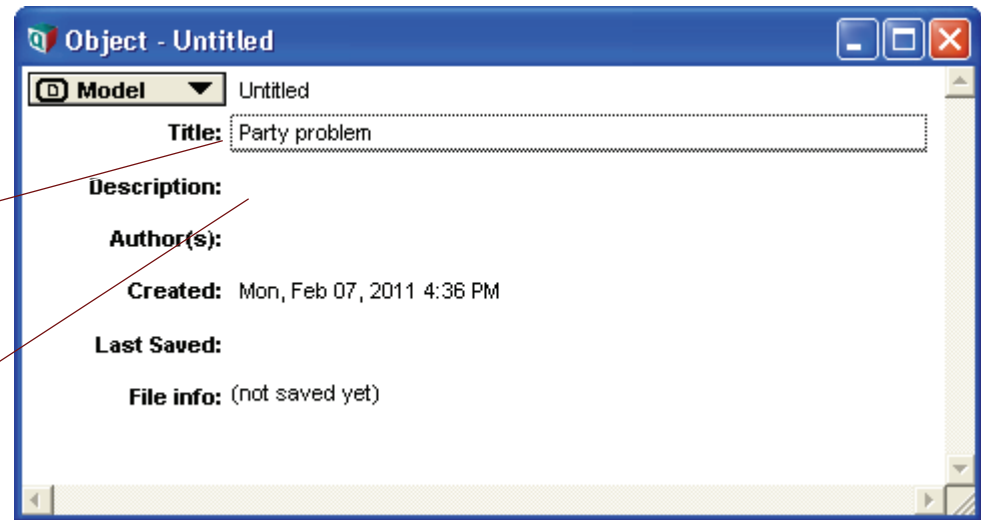 Object - Untitled
Model Untitled
Title: Party problem
Description:
Author(s):
Created: Mon, Feb 07, 2011 4:36 PM
Last Saved:
File info: (not saved yet)